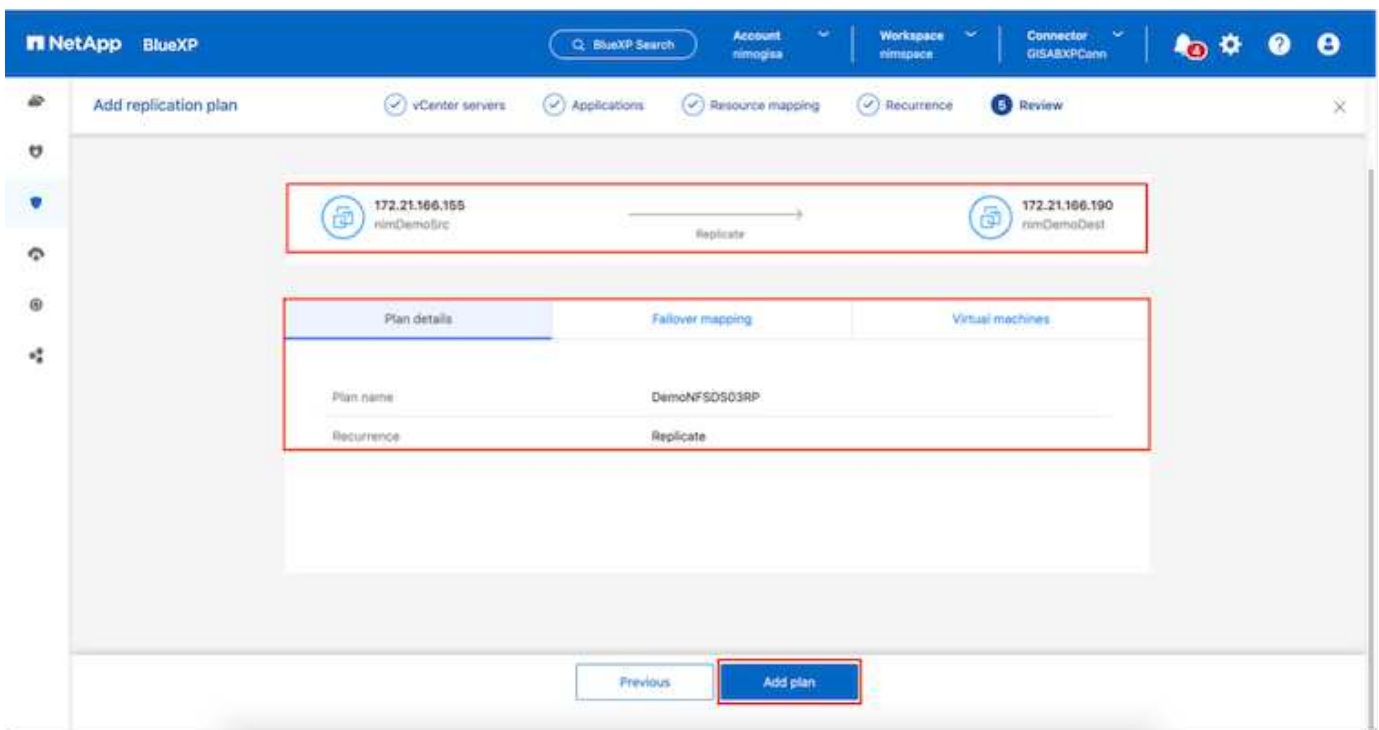 NetApp BlueXP
BlueXP Search
Account
nimogisa
Workspace
nimspace
Connector
GISABXPConn
4
?
Add replication plan
vCenter servers
Applications
Resource mapping
Recurrence
5 Review
172.21.166.155
nimDemoSrc
Replicate
172.21.166.190
nimDemoDest
Plan details
Failover mapping
Virtual machines
Plan name
DemoNFSDS03RP
Recurrence
Replicate
Previous
Add plan